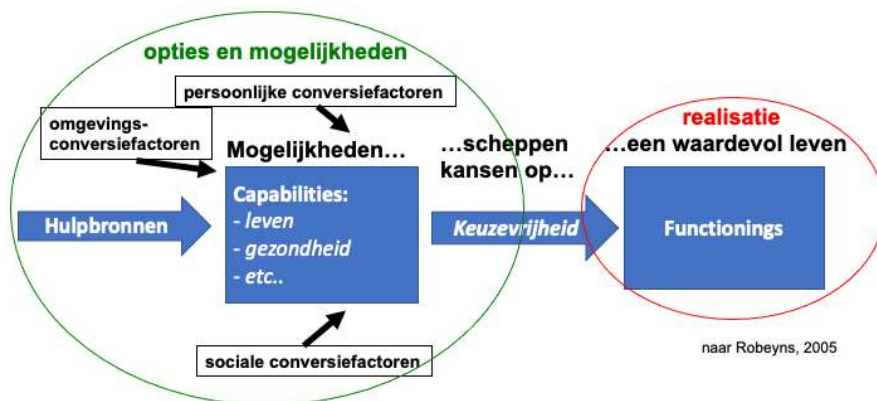 opties en mogelijkheden
persoonlijke conversiefactoren
omgevings-
conversiefactoren
Mogelijkheden…
…scheppen
kansen op…
realisatie
…een waardevol leven
Hulpbronnen
Capabilities:
- leven
- gezondheid
- etc..
Keuzevrijheid
Functionings
sociale conversiefactoren
naar Robeyns, 2005